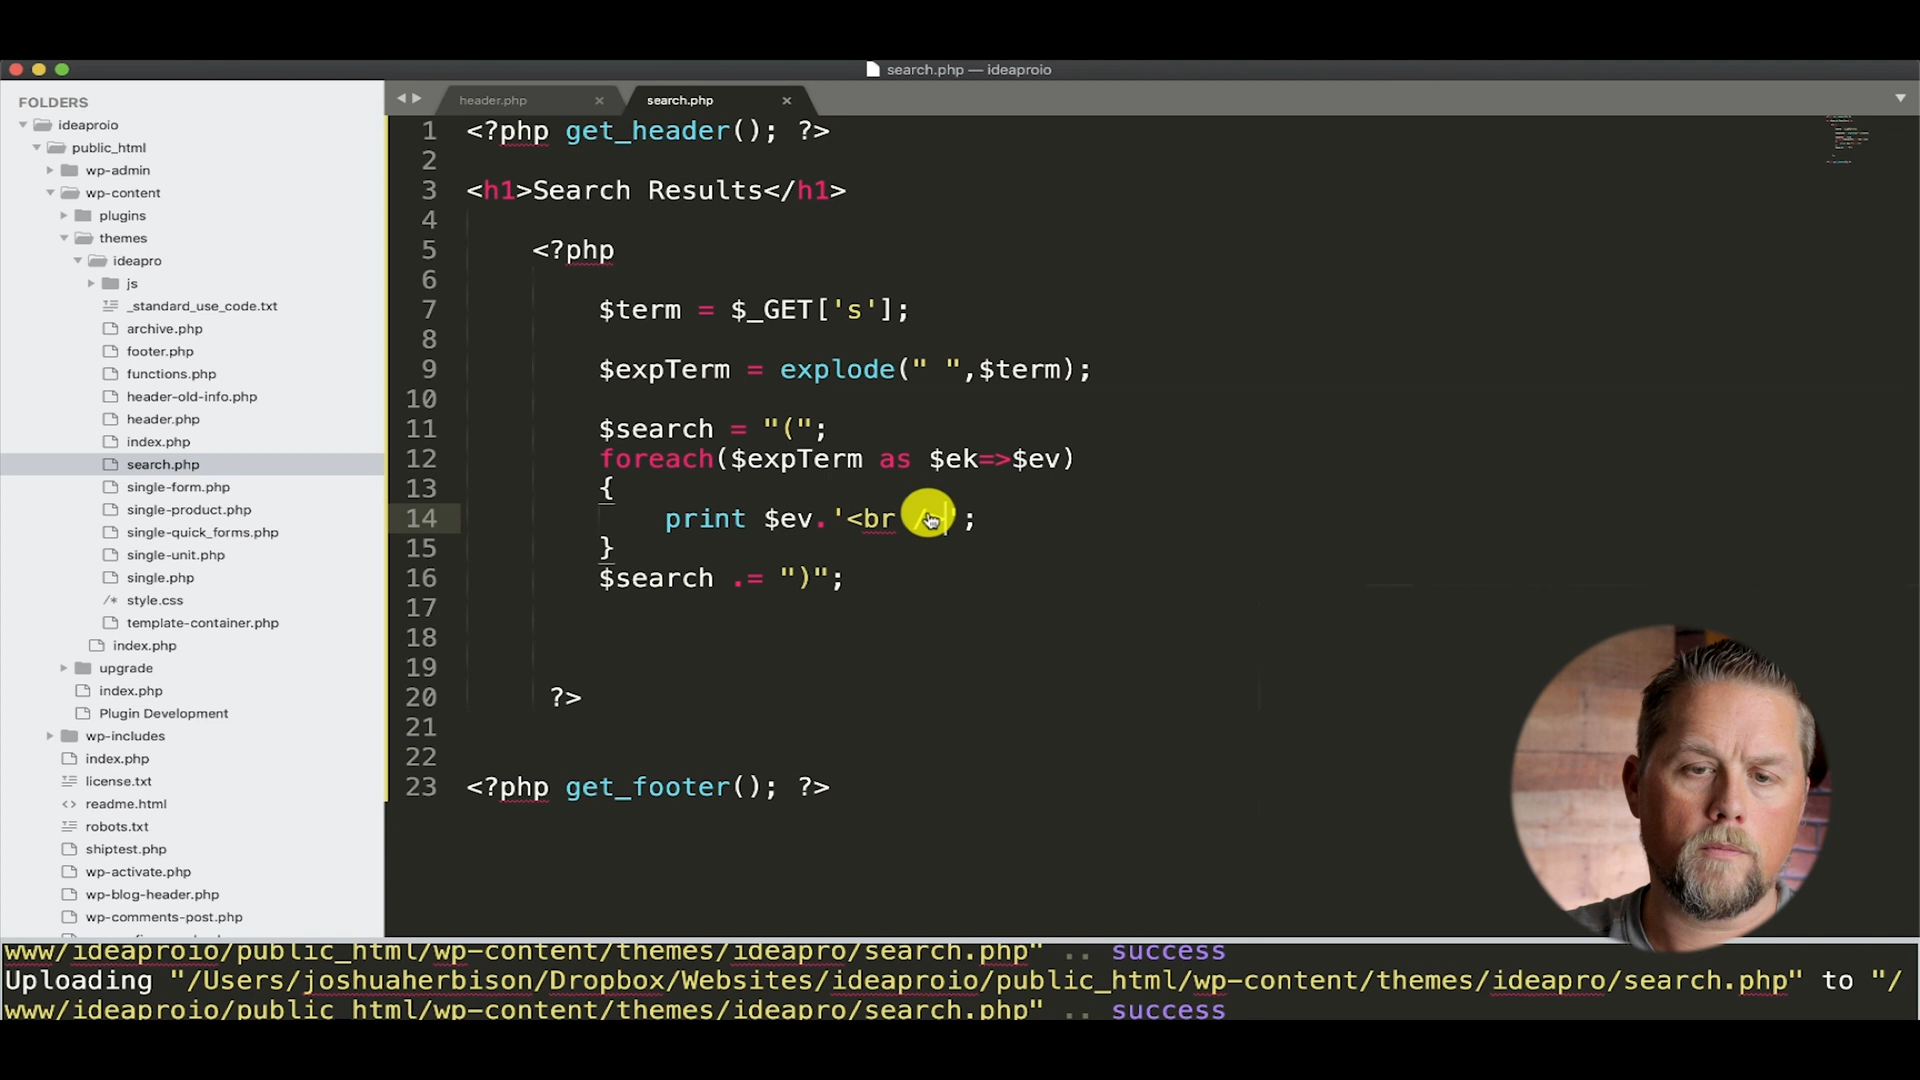 search.php — ideaproio
FOLDERS
ideaproio
public_html
wp-admin
wp-content
plugins
themes
ideapro
js
_standard_use_code.txt
archive.php
footer.php
functions.php
header-old-info.php
header.php
index.php
search.php
single-form.php
single-product.php
single-quick_forms.php
single-unit.php
single.php
/* style.css
template-container.php
index.php
upgrade
index.php
Plugin Development
wp-includes
index.php
license.txt
<> readme.html
robots.txt
shiptest.php
wp-activate.php
wp-blog-header.php
wp-comments-post.php
header.php
search.php
1 <?php get_header(); ?>
2
3 <h1>Search Results</h1>
4
5 <?php
6
7 $term = $_GET['s'];
8
9 $expTerm = explode(" ",$term);
10
11 $search = "(";
12 foreach($expTerm as $ek=>$ev)
13 {
14 print $ev.'<br />';
15 }
16 $search .= ")";
17
18
19
20 ?>
21
22
23 <?php get_footer(); ?>
www/ideaproio/public_html/wp-content/themes/ideapro/search.php" .. success
Uploading "/Users/joshuaherbison/Dropbox/Websites/ideaproio/public_html/wp-content/themes/ideapro/search.php" to "/
www/ideaproio/public_html/wp-content/themes/ideapro/search.php" .. success